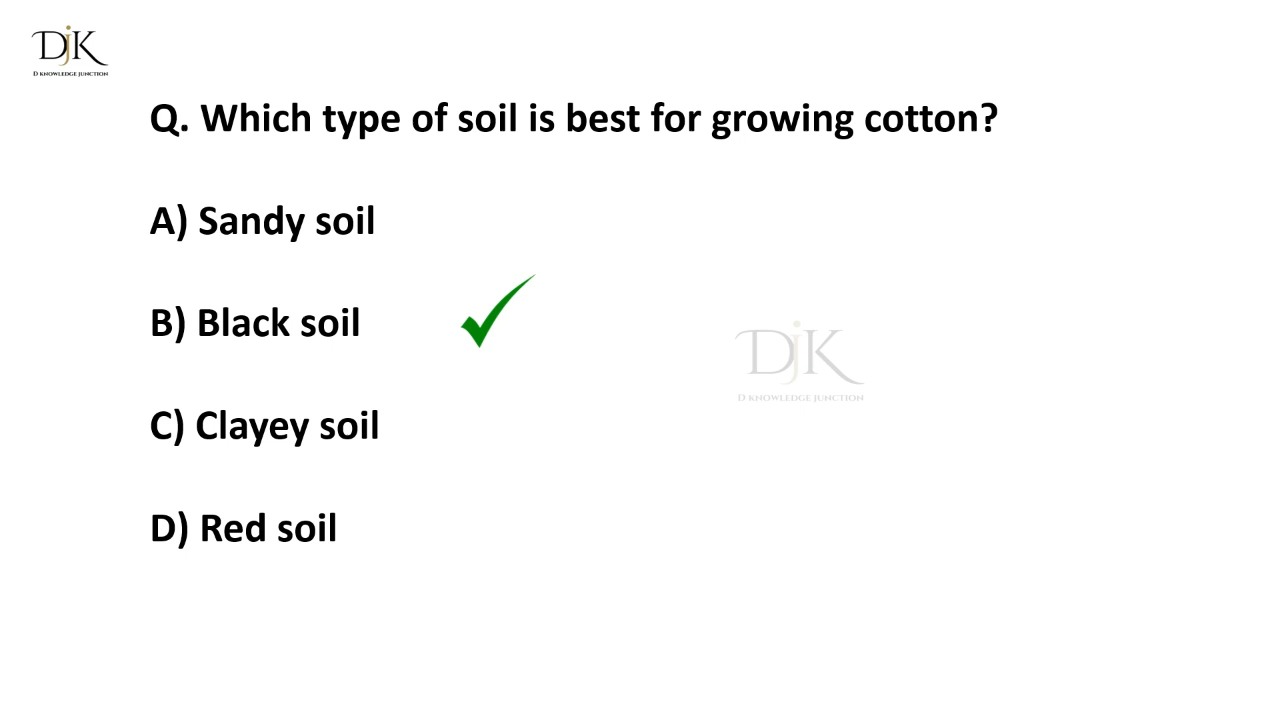 DjK
D KNOWLEDGE JUNCTION
Q. Which type of soil is best for growing cotton?
A) Sandy soil
B) Black soil
C) Clayey soil
D) Red soil
DjK
D KNOWLEDGE JUNCTION